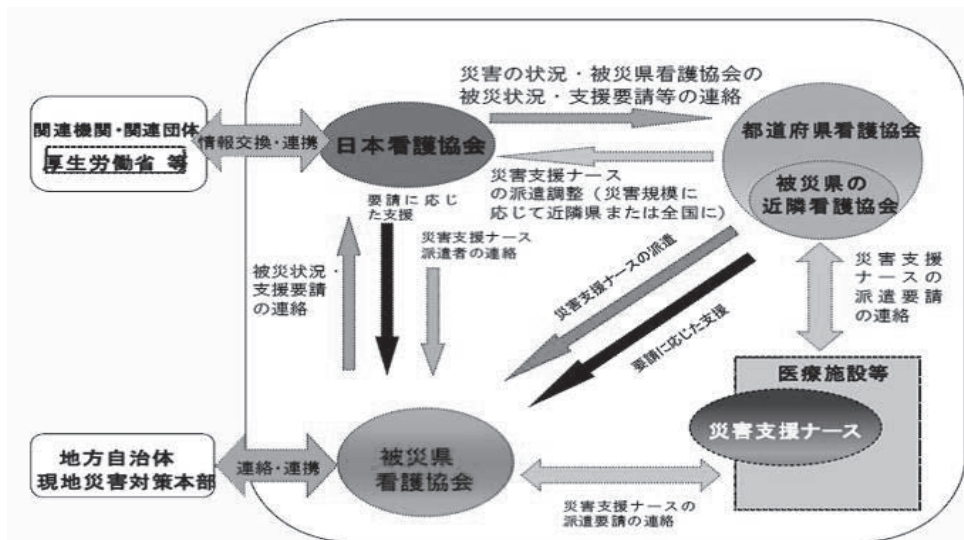 災害の状況・被災県看護協会の
被災状況・支援要請等の連絡
関連機関・関連団体
厚生労働省 等
情報交換・連携
日本看護協会
都道府県看護協会
被災県の
近隣看護協会
災害支援ナース
の派遣調整（災害規模に
応じて近隣県または全国に）
要請に応じ
た支援
災害支援ナース
派遣者の連絡
被災状況・
支援要請
の連絡
災害支援ナースの派遣
要請に応じた支援
災害支援
ナースの
派遣要請
の連絡
医療施設等
災害支援ナース
地方自治体
現地災害対策本部
連絡・連携
被災県
看護協会
災害支援ナースの
派遣要請の連絡